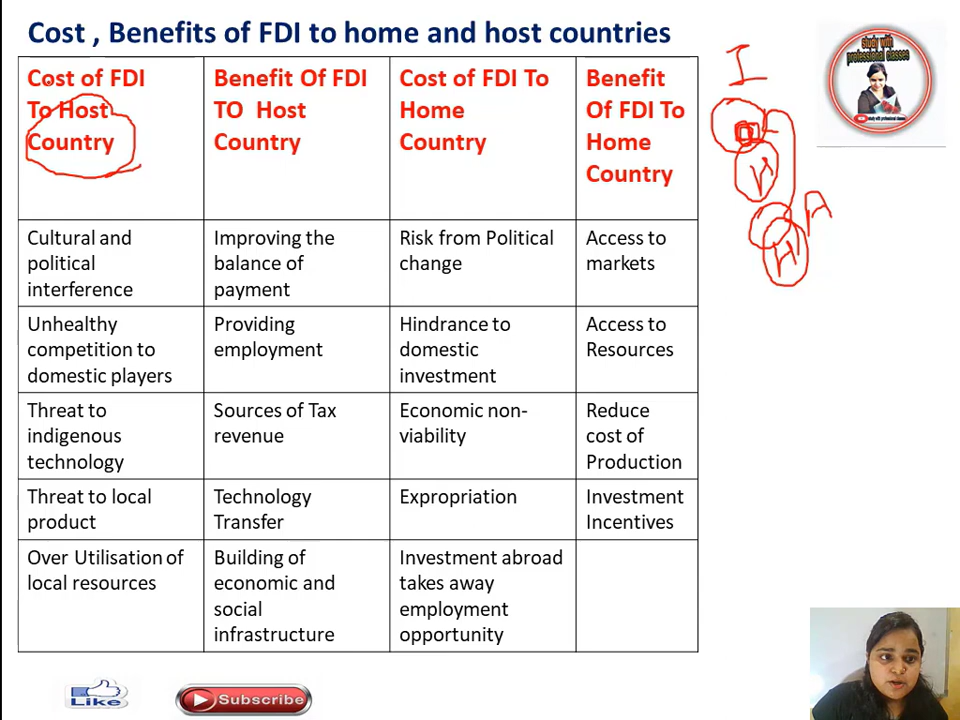 Cost , Benefits of FDI to home and host countries
Cost of FDI
To Host
Country
Benefit Of FDI
TO Host
Country
Cost of FDI To
Home
Country
Benefit
Of FDI To
Home
Country
Cultural and
political
interference
Improving the
balance of
payment
Risk from Political
change
Access to
markets
Unhealthy
competition to
domestic players
Providing
employment
Hindrance to
domestic
investment
Access to
Resources
Threat to
indigenous
technology
Sources of Tax
revenue
Economic non-
viability
Reduce
cost of
Production
Threat to local
product
Technology
Transfer
Expropriation
Investment
Incentives
Over Utilisation of
local resources
Building of
economic and
social
infrastructure
Investment abroad
takes away
employment
opportunity
I
A
study with
professional classes
Like
Subscribe